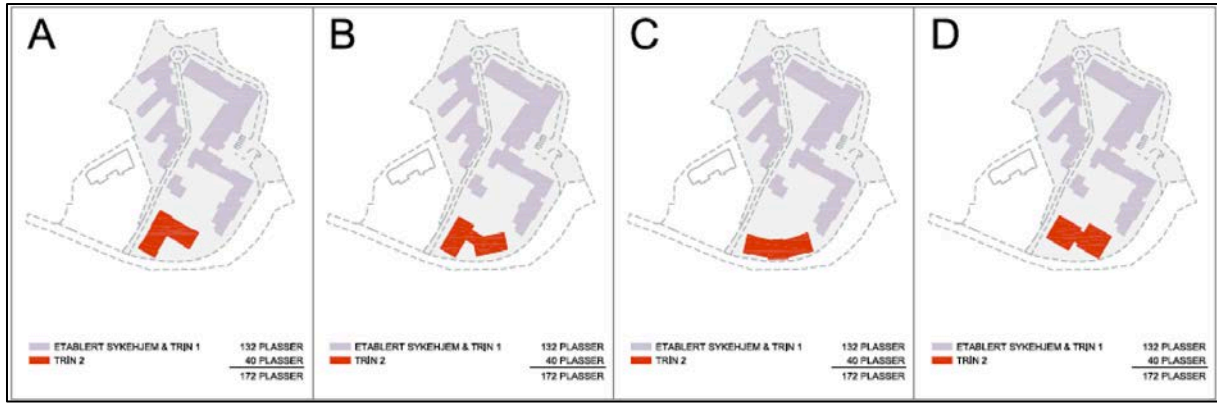 A
ETABLERT SYKEHJEM & TRIN 1 132 PLASSER
TRIN 2 40 PLASSER
172 PLASSER
B
ETABLERT SYKEHJEM & TRIN 1 132 PLASSER
TRIN 2 40 PLASSER
172 PLASSER
C
ETABLERT SYKEHJEM & TRIN 1 132 PLASSER
TRIN 2 40 PLASSER
172 PLASSER
D
ETABLERT SYKEHJEM & TRIN 1 132 PLASSER
TRIN 2 40 PLASSER
172 PLASSER